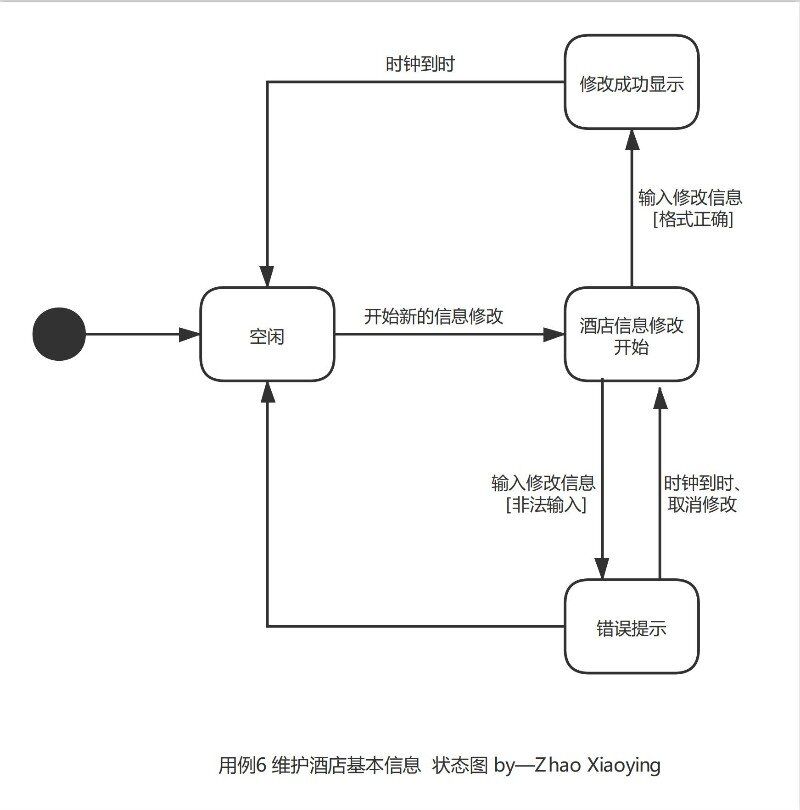 时钟到时
修改成功显示
输入修改信息
[格式正确]
空闲
开始新的信息修改
酒店信息修改
开始
输入修改信息
[非法输入]
时钟到时、
取消修改
错误提示
用例6 维护酒店基本信息 状态图 by—Zhao Xiaoying